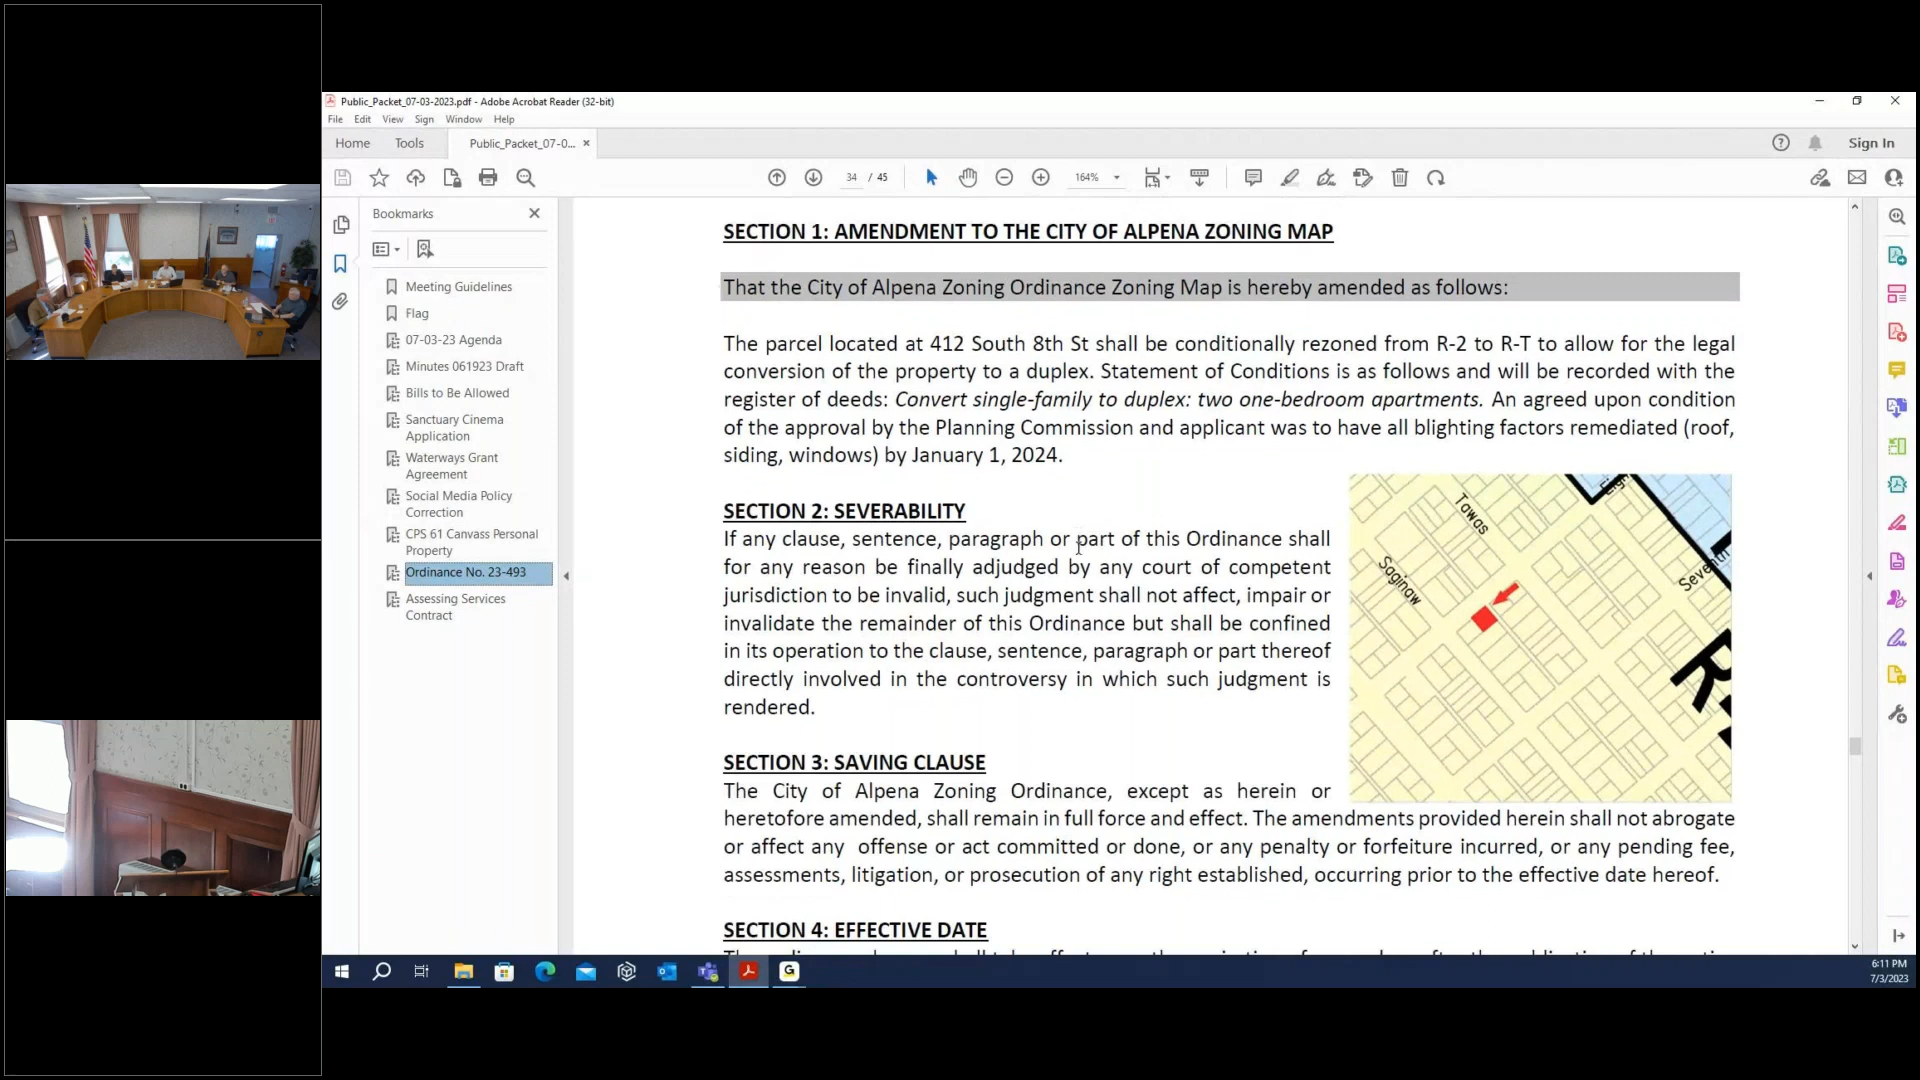 Public_Packet_07-03-2023.pdf - Adobe Acrobat Reader (32-bit)
File Edit View Sign Window Help
Home Tools Public_Packet_07-0... × Sign In
34 / 45 164%
Bookmarks
Meeting Guidelines
Flag
07-03-23 Agenda
Minutes 061923 Draft
Bills to Be Allowed
Sanctuary Cinema
Application
Waterways Grant
Agreement
Social Media Policy
Correction
CPS 61 Canvass Personal
Property
Ordinance No. 23-493
Assessing Services
Contract
SECTION 1: AMENDMENT TO THE CITY OF ALPENA ZONING MAP
That the City of Alpena Zoning Ordinance Zoning Map is hereby amended as follows:
The parcel located at 412 South 8th St shall be conditionally rezoned from R-2 to R-T to allow for the legal
conversion of the property to a duplex. Statement of Conditions is as follows and will be recorded with the
register of deeds: Convert single-family to duplex: two one-bedroom apartments. An agreed upon condition
of the approval by the Planning Commission and applicant was to have all blighting factors remediated (roof,
siding, windows) by January 1, 2024.
SECTION 2: SEVERABILITY
If any clause, sentence, paragraph or part of this Ordinance shall
for any reason be finally adjudged by any court of competent
jurisdiction to be invalid, such judgment shall not affect, impair or
invalidate the remainder of this Ordinance but shall be confined
in its operation to the clause, sentence, paragraph or part thereof
directly involved in the controversy in which such judgment is
rendered.
Tawas
Saginaw
SECTION 3: SAVING CLAUSE
The City of Alpena Zoning Ordinance, except as herein or
heretofore amended, shall remain in full force and effect. The amendments provided herein shall not abrogate
or affect any offense or act committed or done, or any penalty or forfeiture incurred, or any pending fee,
assessments, litigation, or prosecution of any right established, occurring prior to the effective date hereof.
SECTION 4: EFFECTIVE DATE
6:11 PM
7/3/2023